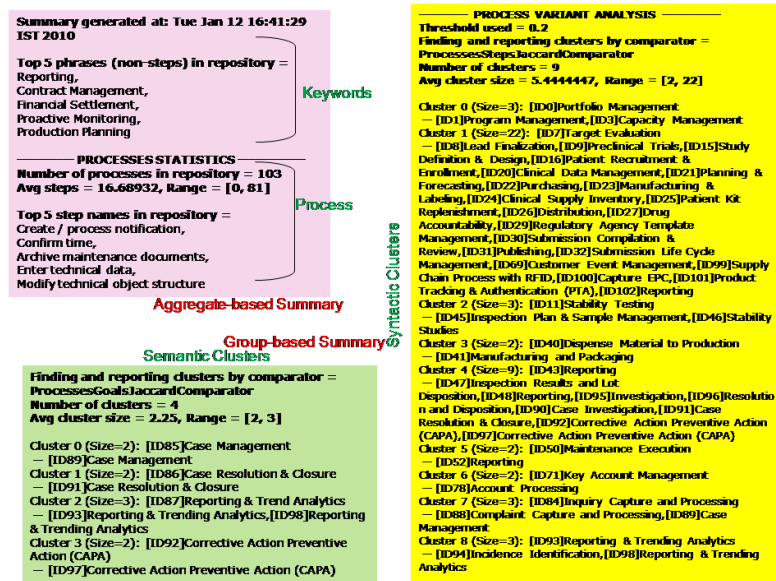 Summary generated at: Tue Jan 12 16:41:29
IST 2010
Top 5 phrases (non-steps) in repository =
Reporting,
Contract Management,
Financial Settlement,
Proactive Monitoring,
Production Planning
Keywords
PROCESSES STATISTICS
Number of processes in repository = 103
Avg steps = 16.68932, Range = [0, 81]
Top 5 step names in repository =
Create / process notification,
Confirm time,
Archive maintenance documents,
Enter technical data,
Modify technical object structure
Process
Aggregate-based Summary
Group-based Summary
Semantic Clusters
Finding and reporting clusters by comparator =
ProcessesGoalsJaccardComparator
Number of clusters = 4
Avg cluster size = 2.25, Range = [2, 3]
Cluster 0 (Size=2): [ID85]Case Management
— [ID89]Case Management
Cluster 1 (Size=2): [ID86]Case Resolution & Closure
— [ID91]Case Resolution & Closure
Cluster 2 (Size=3): [ID87]Reporting & Trend Analytics
— [ID93]Reporting & Trending Analytics,[ID98]Reporting
& Trending Analytics
Cluster 3 (Size=2): [ID92]Corrective Action Preventive
Action (CAPA)
— [ID97]Corrective Action Preventive Action (CAPA)
Syntactic Clusters
PROCESS VARIANT ANALYSIS
Threshold used = 0.2
Finding and reporting clusters by comparator =
ProcessesStepsJaccardComparator
Number of clusters = 9
Avg cluster size = 5.4444447, Range = [2, 22]
Cluster 0 (Size=3): [ID0]Portfolio Management
— [ID1]Program Management,[ID3]Capacity Management
Cluster 1 (Size=22): [ID7]Target Evaluation
— [ID8]Lead Finalization,[ID9]Preclinical Trials,[ID15]Study
Definition & Design,[ID16]Patient Recruitment &
Enrollment,[ID20]Clinical Data Management,[ID21]Planning &
Forecasting,[ID22]Purchasing,[ID23]Manufacturing &
Labeling,[ID24]Clinical Supply Inventory,[ID25]Patient Kit
Replenishment,[ID26]Distribution,[ID27]Drug
Accountability,[ID29]Regulatory Agency Template
Management,[ID30]Submission Compilation &
Review,[ID31]Publishing,[ID32]Submission Life Cycle
Management,[ID69]Customer Event Management,[ID99]Supply
Chain Process with RFID,[ID100]Capture EPC,[ID101]Product
Tracking & Authentication (PTA),[ID102]Reporting
Cluster 2 (Size=3): [ID11]Stability Testing
— [ID45]Inspection Plan & Sample Management,[ID46]Stability
Studies
Cluster 3 (Size=2): [ID40]Dispense Material to Production
— [ID41]Manufacturing and Packaging
Cluster 4 (Size=9): [ID43]Reporting
— [ID47]Inspection Results and Lot
Disposition,[ID48]Reporting,[ID95]Investigation,[ID96]Resolutio
n and Disposition,[ID90]Case Investigation,[ID91]Case
Resolution & Closure,[ID92]Corrective Action Preventive Action
(CAPA),[ID97]Corrective Action Preventive Action (CAPA)
Cluster 5 (Size=2): [ID50]Maintenance Execution
— [ID52]Reporting
Cluster 6 (Size=2): [ID71]Key Account Management
— [ID78]Account Processing
Cluster 7 (Size=3): [ID84]Inquiry Capture and Processing
— [ID88]Complaint Capture and Processing,[ID89]Case
Management
Cluster 8 (Size=3): [ID93]Reporting & Trending Analytics
— [ID94]Incidence Identification,[ID98]Reporting & Trending
Analytics